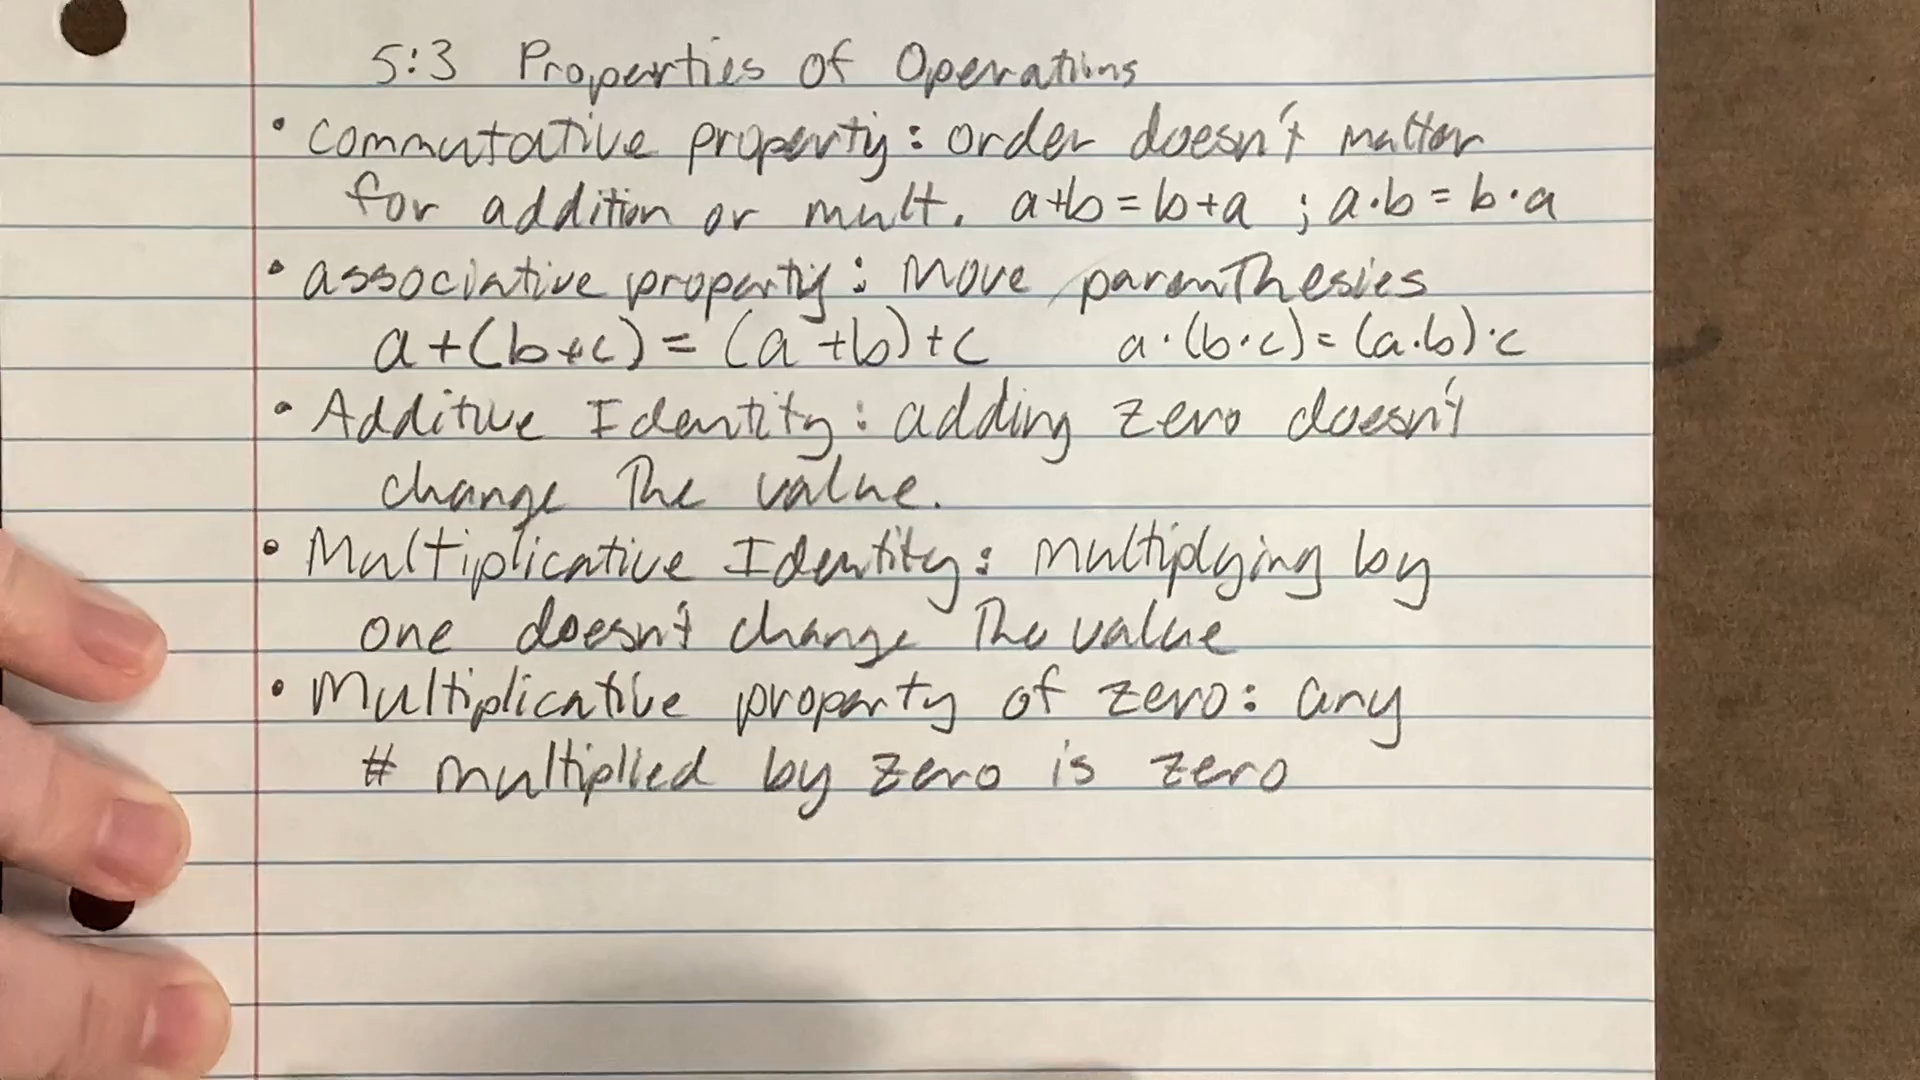 5:3 Properties of Operations
• commutative property: order doesn't matter
for addition or mult. a+b=b+a ; a·b = b·a
• associative property: Move parenthesies
a+(b+c) = (a+b)+c a·(b·c)=(a·b)·c
• Additive Identity: adding zero doesn't
change The value.
• Multiplicative Identity: multiplying by
one doesn't change The value
• Multiplicative property of zero: any
# multiplied by zero is zero